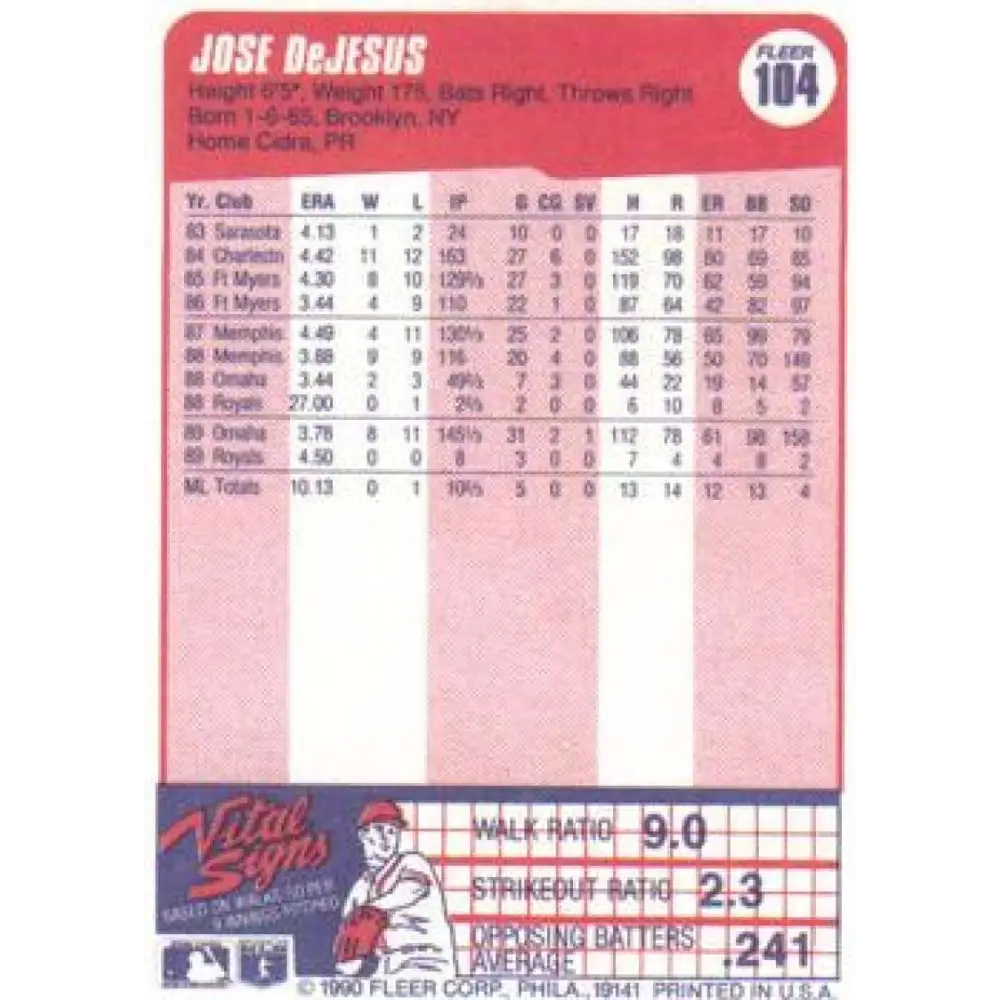 JOSE DeJESUS
FLEER
104
Height 6'5", Weight 175, Bats Right, Throws Right
Born 1-6-65, Brooklyn, NY
Home Cidra, PR
Yr. Club ERA W L IP G CG SV H R ER BB SO
83 Sarasota 4.13 1 2 24 10 0 0 17 18 11 17 10
84 Charlectn 4.42 11 12 163 27 6 0 152 98 80 69 85
85 Ft Myers 4.30 8 10 129⅔ 27 3 0 119 70 62 59 94
86 Ft Myers 3.44 4 9 110 22 1 0 87 64 42 82 97
87 Memphis 4.49 4 11 130⅓ 25 2 0 106 78 65 99 79
88 Memphis 3.88 9 9 116 20 4 0 88 56 50 70 149
88 Omaha 3.44 2 3 49⅔ 7 3 0 44 22 19 14 57
88 Royals 27.00 0 1 2⅔ 2 0 0 6 10 8 5 2
89 Omaha 3.78 8 11 145⅓ 31 2 1 112 78 61 98 158
89 Royals 4.50 0 0 8 3 0 0 7 4 4 8 2
ML Totals 10.13 0 1 10⅔ 5 0 0 13 14 12 13 4
Vital
Signs
BASED ON WALKS, SO PER
9 INNINGS PITCHED
WALK RATIO 9.0
STRIKEOUT RATIO 2.3
OPPOSING BATTERS
AVERAGE .241
© 1990 FLEER CORP., PHILA., 19141 PRINTED IN U.S.A.